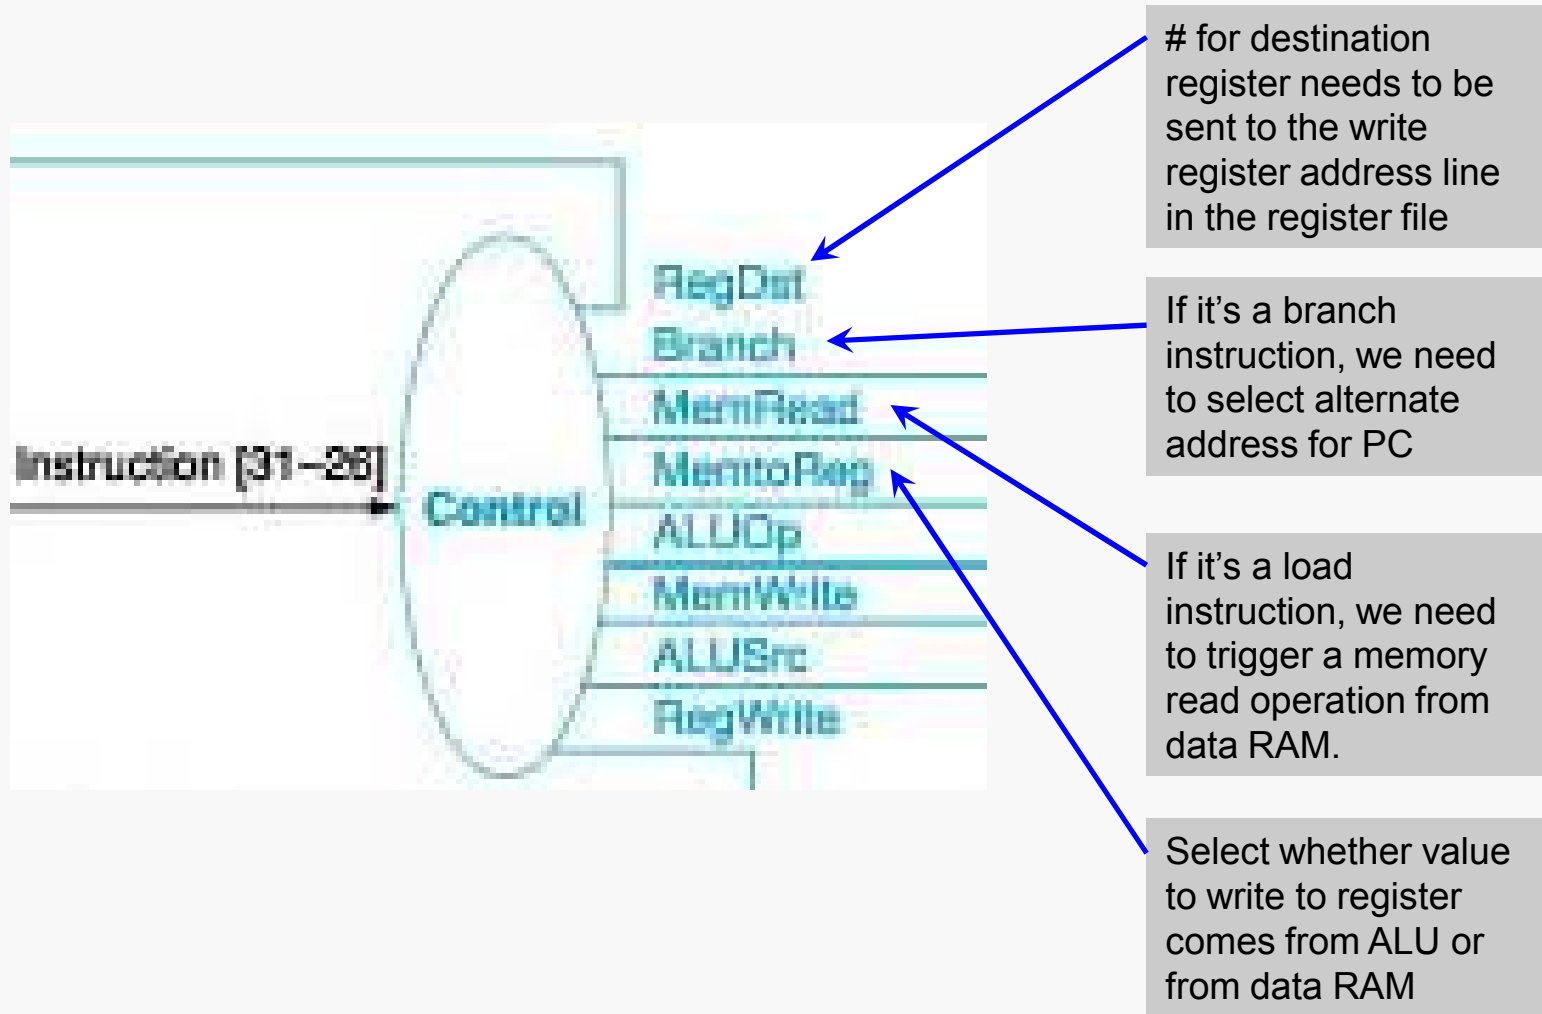 # for destination
register needs to be
sent to the write
register address line
in the register file
RegDst
Branch
If it’s a branch
instruction, we need
to select alternate
address for PC
MemRead
Instruction [31–26]
MemtoReg
Control
ALUOp
If it’s a load
instruction, we need
to trigger a memory
read operation from
data RAM.
MemWrite
ALUSrc
RegWrite
Select whether value
to write to register
comes from ALU or
from data RAM